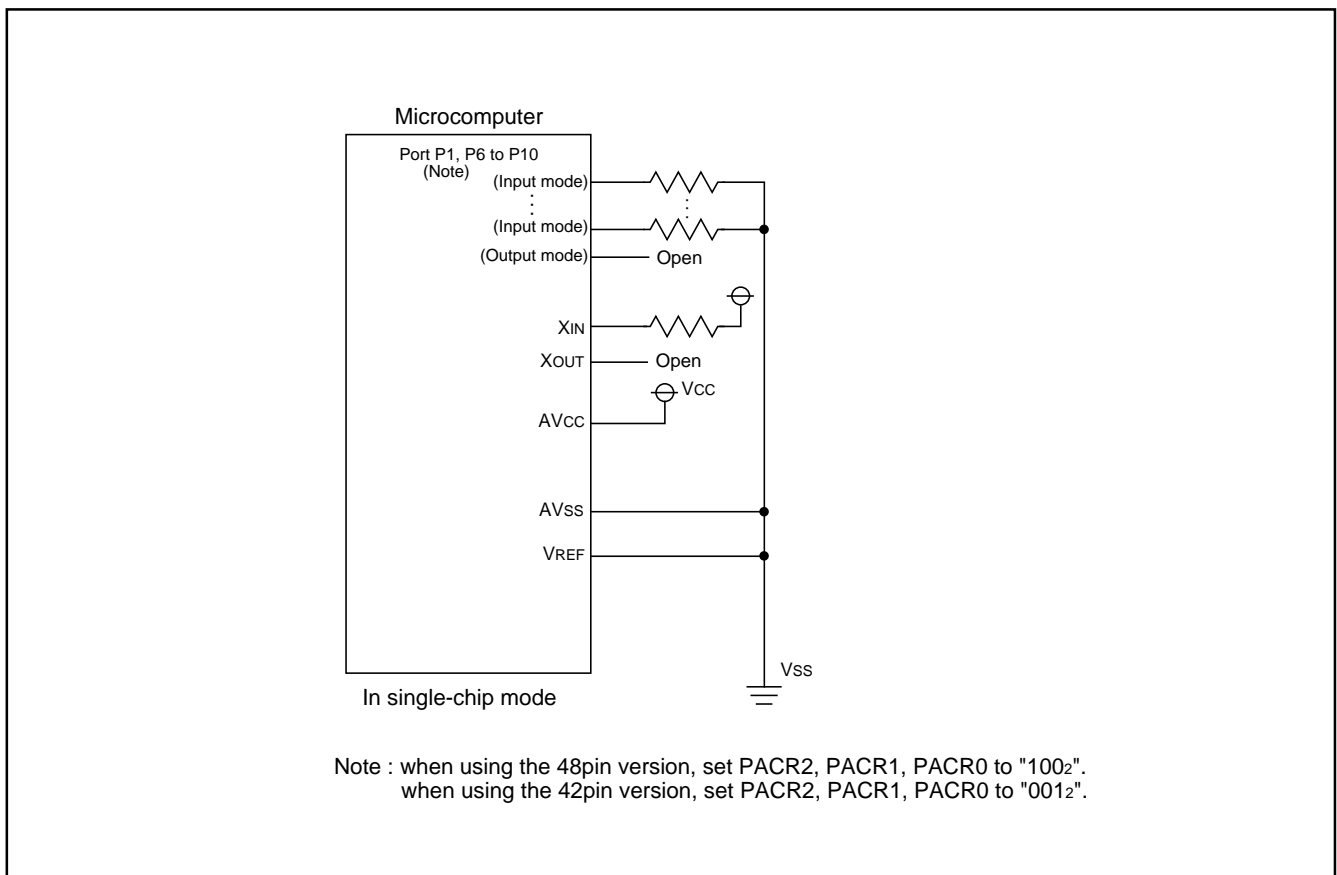 Microcomputer
Port P1, P6 to P10
(Note)
(Input mode)
(Input mode)
(Output mode)
Open
XIN
XOUT
Open
VCC
AVCC
AVSS
VREF
VSS
In single-chip mode
Note : when using the 48pin version, set PACR2, PACR1, PACR0 to "1002".
when using the 42pin version, set PACR2, PACR1, PACR0 to "0012".